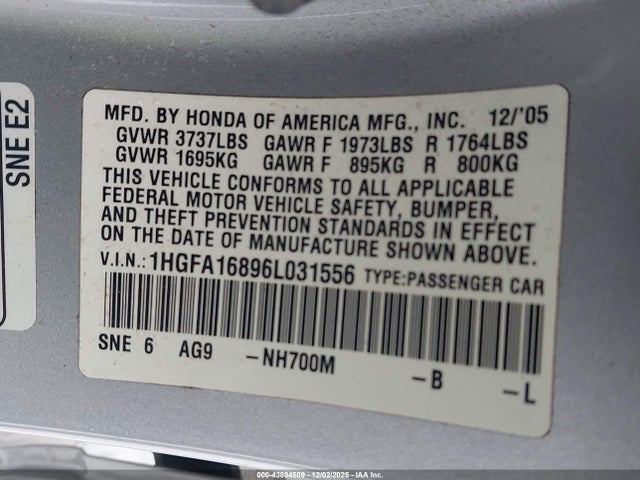 SNE E2
MFD. BY HONDA OF AMERICA MFG., INC. 12/'05
GVWR 3737LBS GAWR F 1973LBS R 1764LBS
GVWR 1695KG GAWR F 895KG R 800KG
THIS VEHICLE CONFORMS TO ALL APPLICABLE
FEDERAL MOTOR VEHICLE SAFETY, BUMPER,
AND THEFT PREVENTION STANDARDS IN EFFECT
ON THE DATE OF MANUFACTURE SHOWN ABOVE.
V.I.N.: 1HGFA16896L031556 TYPE:PASSENGER CAR
SNE 6 AG9 -NH700M -B -L
000-43804509 - 12/02/2025 - IAA Inc.